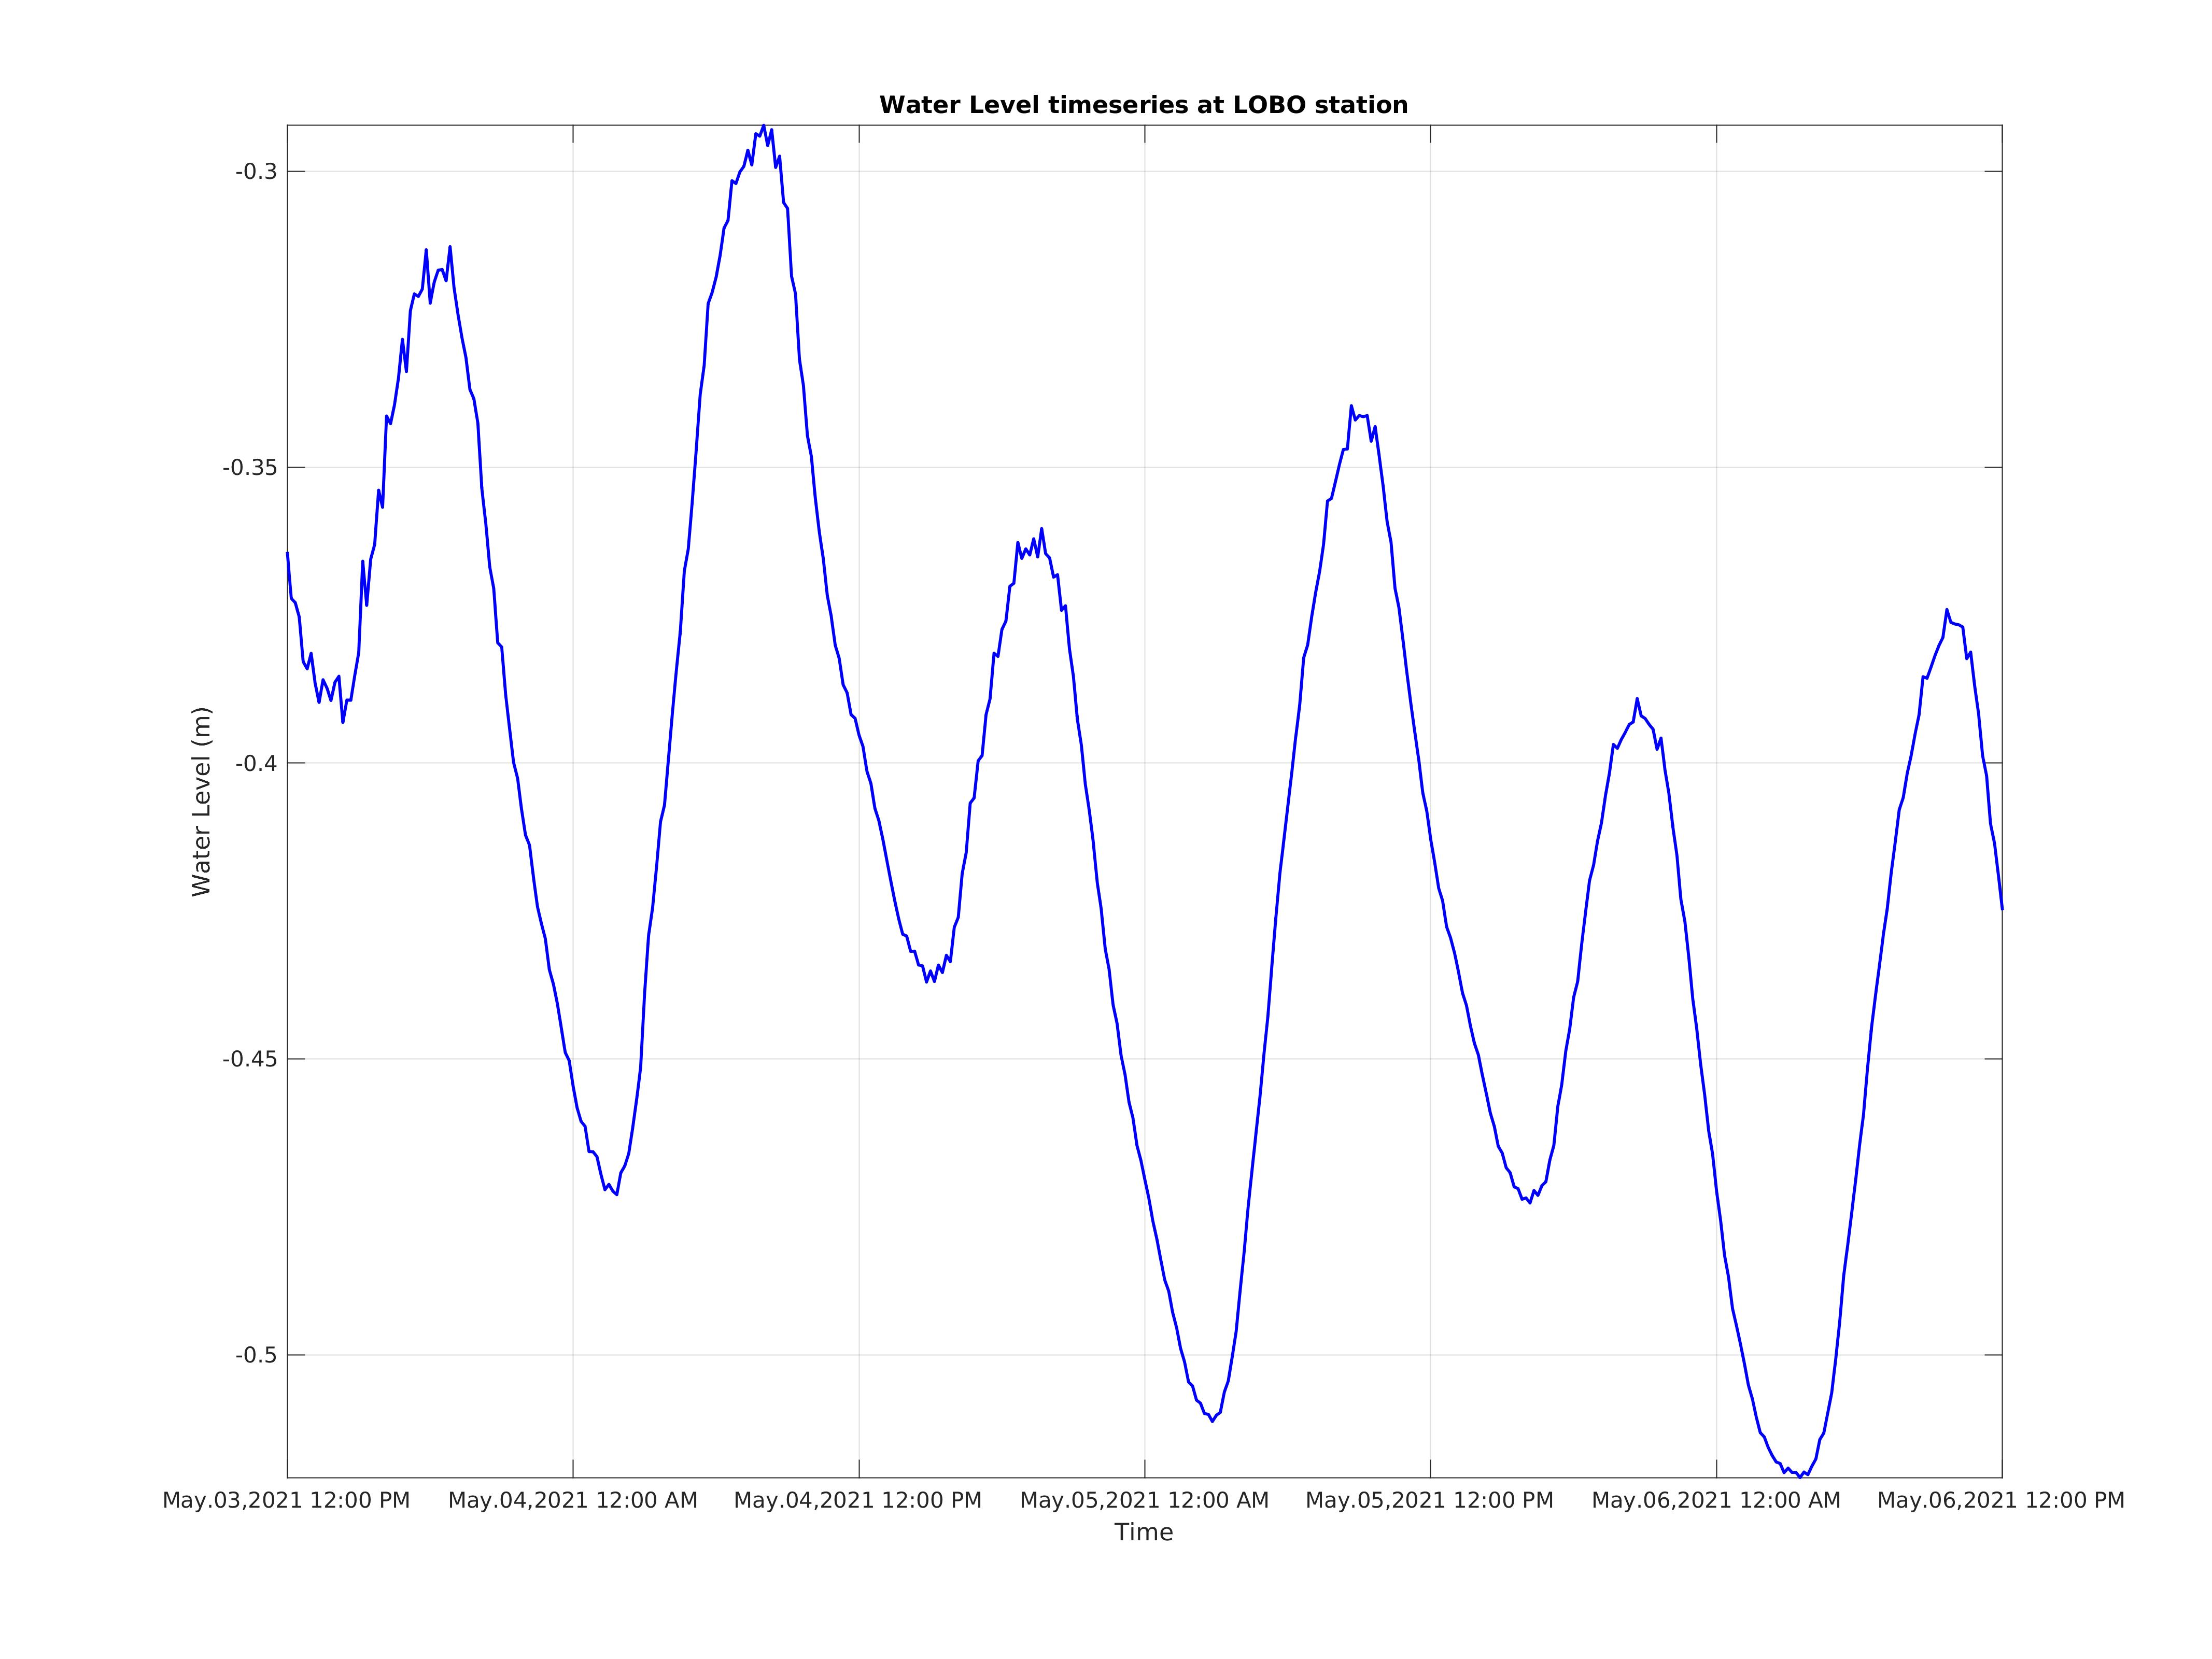 Water Level timeseries at LOBO station
-0.3
-0.35
-0.4
-0.45
-0.5
Water Level (m)
May.03,2021 12:00 PM
May.04,2021 12:00 AM
May.04,2021 12:00 PM
May.05,2021 12:00 AM
May.05,2021 12:00 PM
May.06,2021 12:00 AM
May.06,2021 12:00 PM
Time